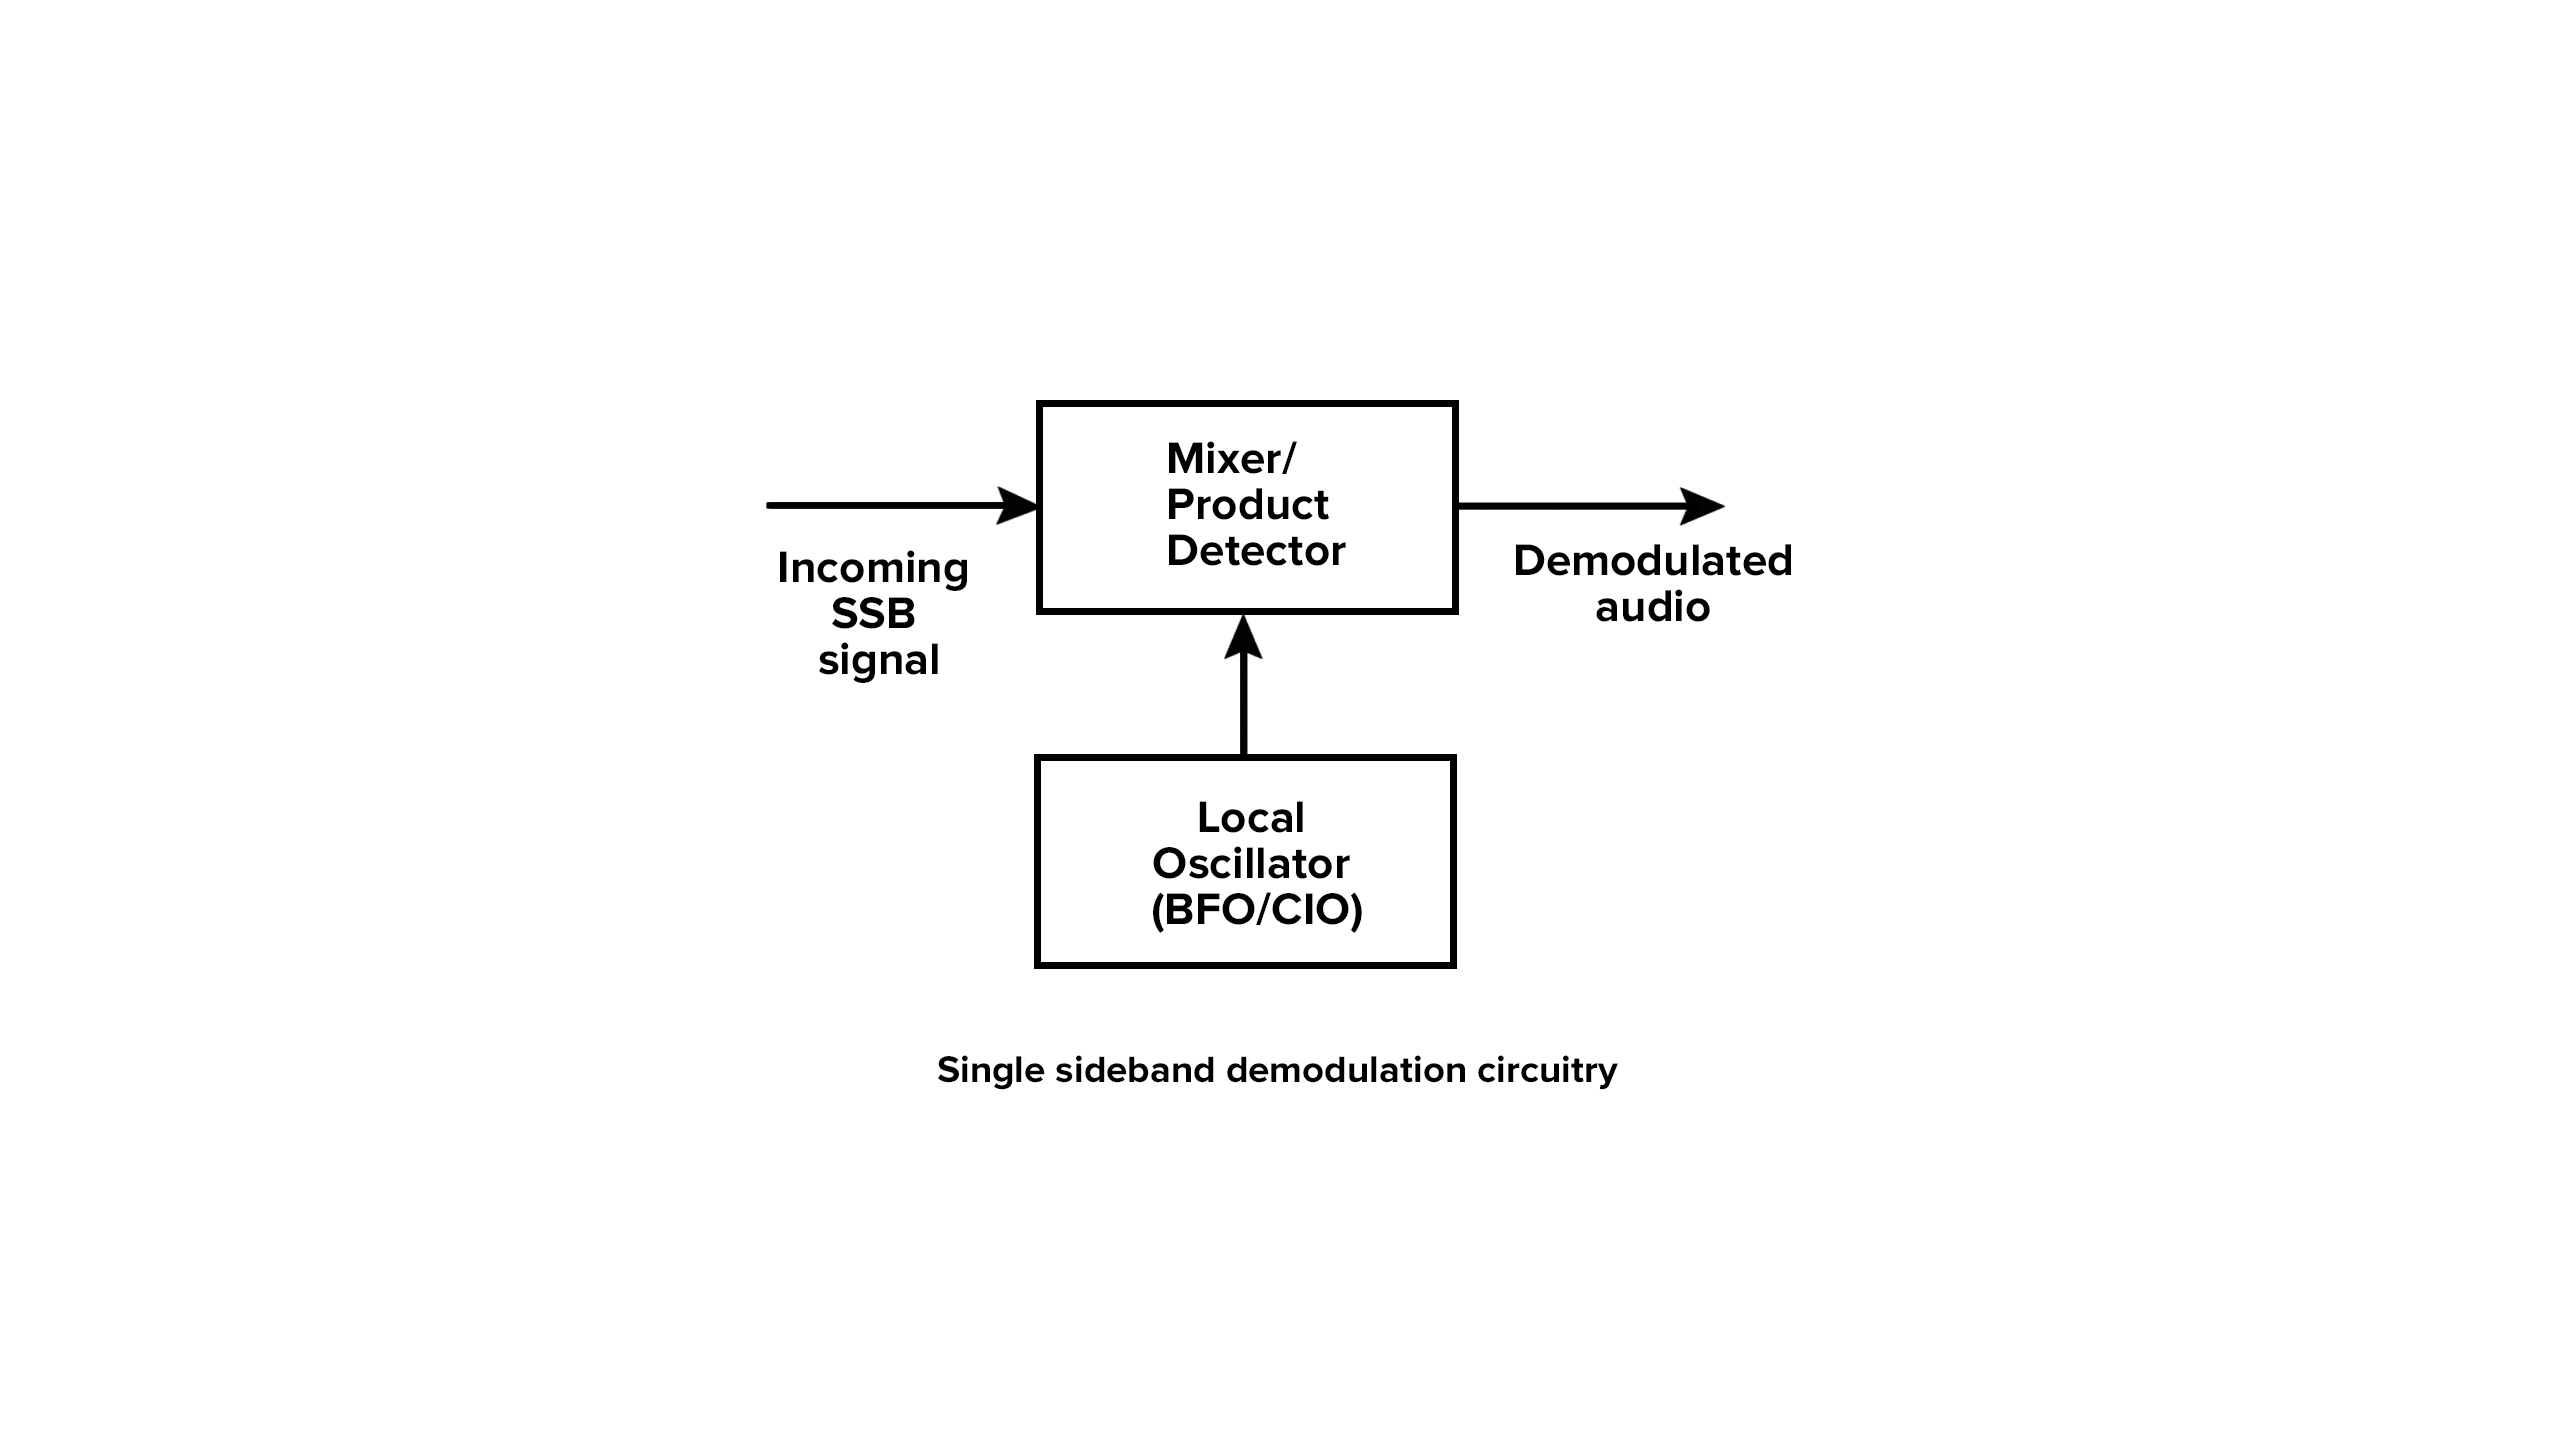 Mixer/
Product
Detector
Incoming
SSB
signal
Demodulated
audio
Local
Oscillator
(BFO/CIO)
Single sideband demodulation circuitry